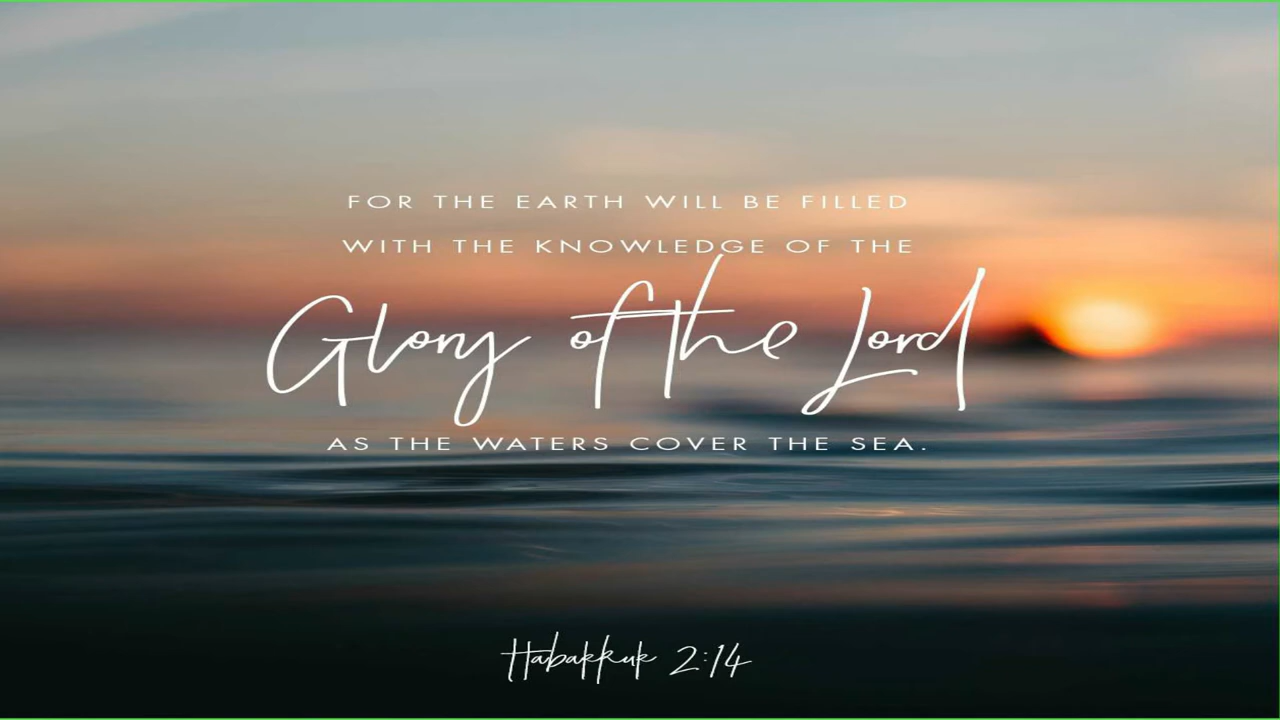 FOR THE EARTH WILL BE FILLED
WITH THE KNOWLEDGE OF THE
Glory of the Lord
AS THE WATERS COVER THE SEA.
Habakkuk 2:14